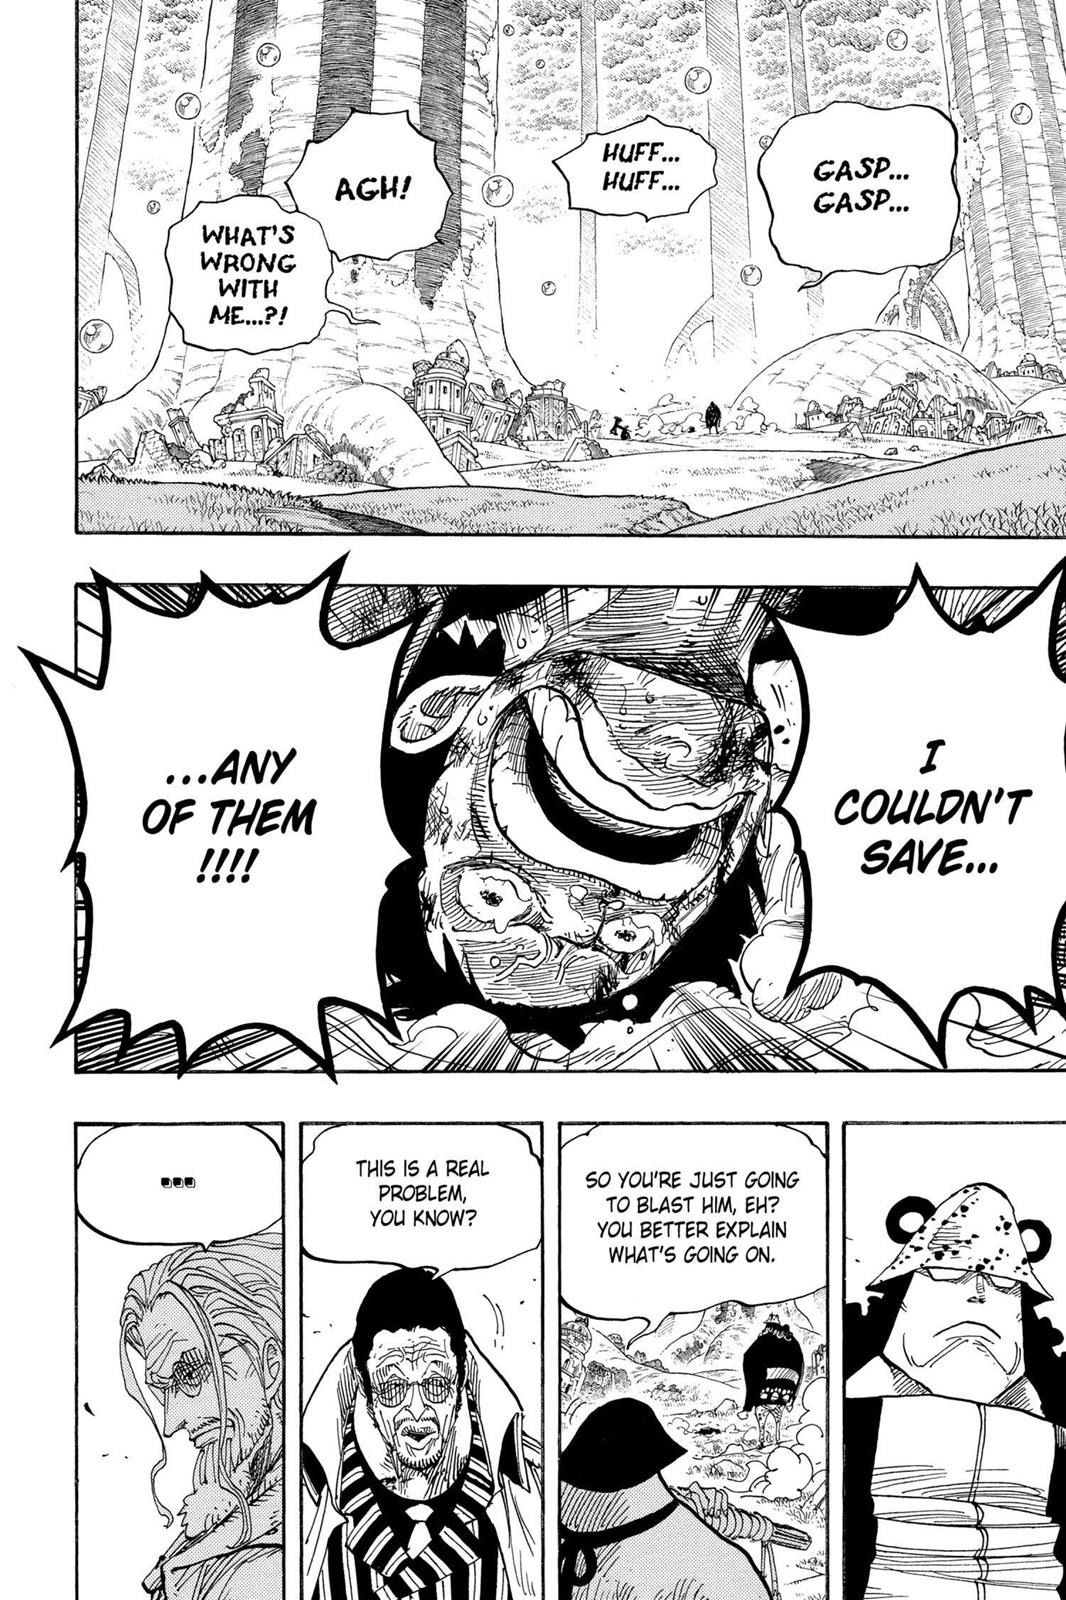 GASP...
GASP...
HUFF...
HUFF...
AGH!
WHAT'S
WRONG
WITH
ME...?!
I
COULDN'T
SAVE...
...ANY
OF THEM
!!!!
SO YOU'RE JUST GOING
TO BLAST HIM, EH?
YOU BETTER EXPLAIN
WHAT'S GOING ON.
THIS IS A REAL
PROBLEM,
YOU KNOW?
...